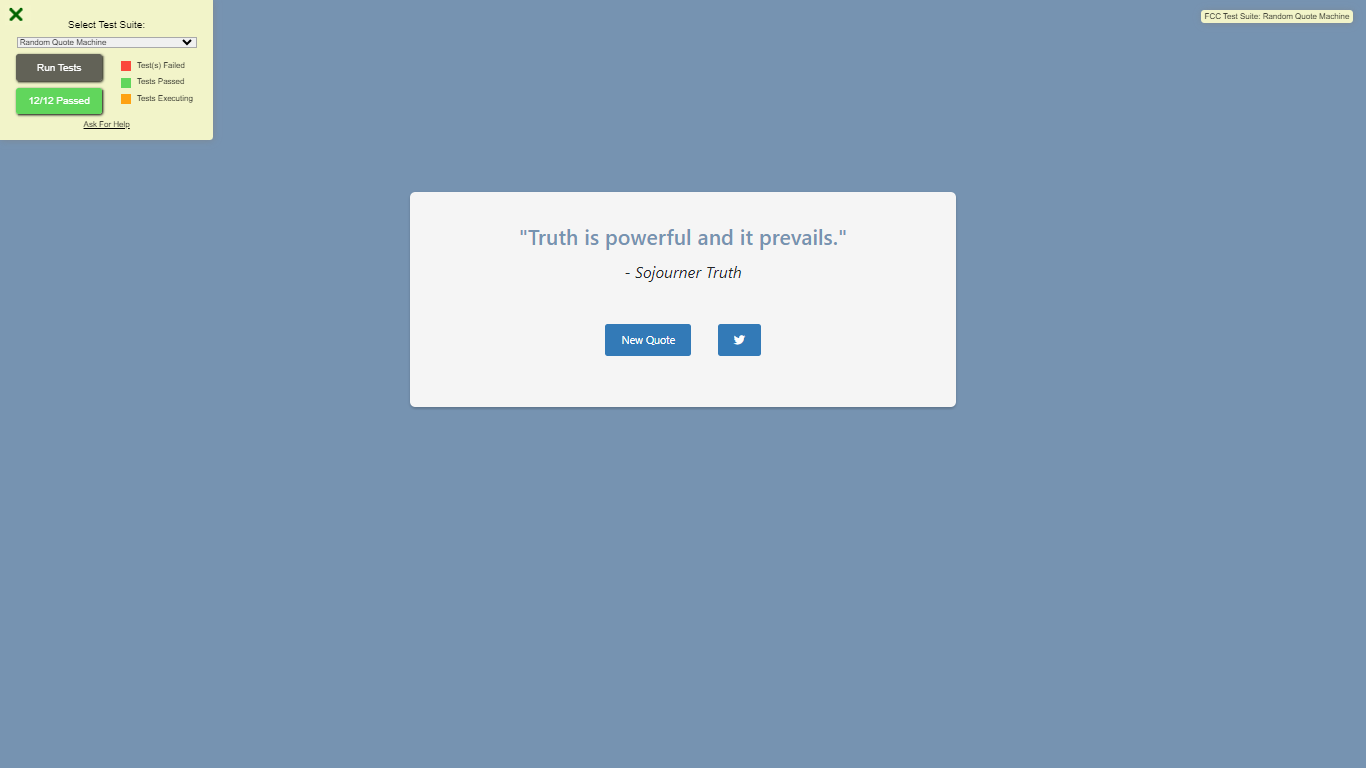 Select Test Suite:
Random Quote Machine
Run Tests
Test(s) Failed
Tests Passed
12/12 Passed
Tests Executing
Ask For Help
FCC Test Suite: Random Quote Machine
"Truth is powerful and it prevails."
- Sojourner Truth
New Quote